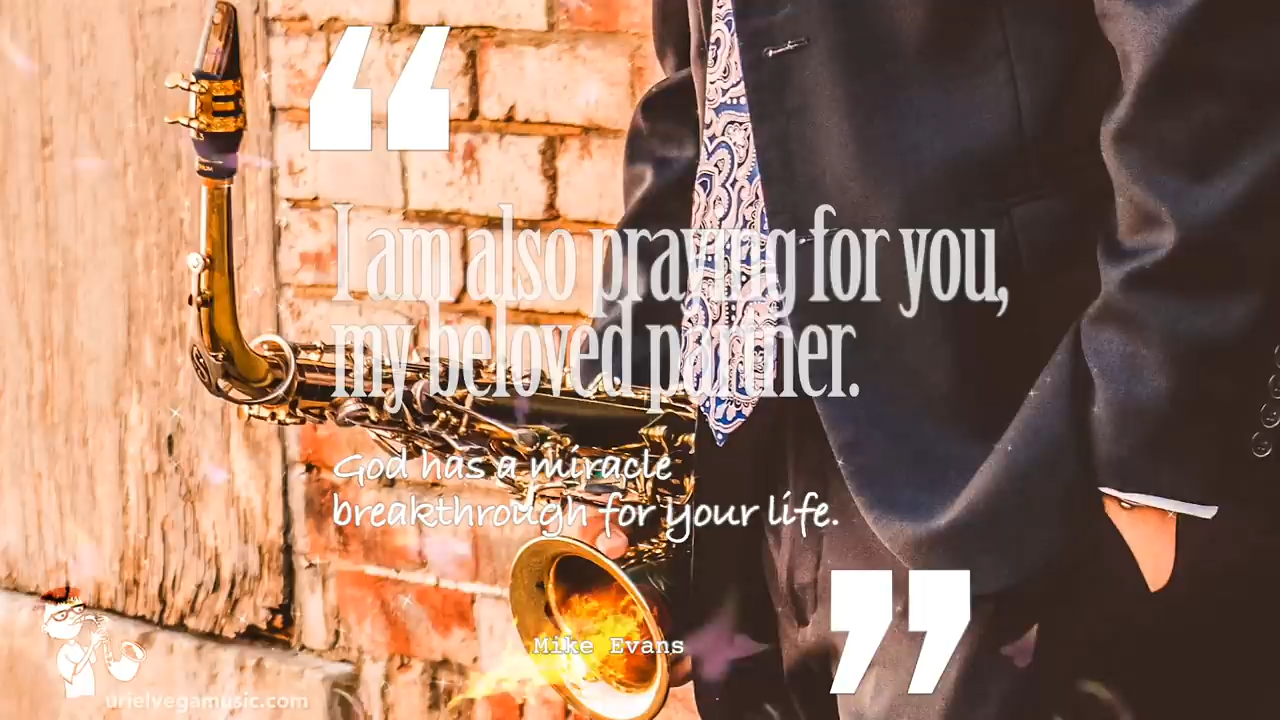 “
I am also praying for you,
my beloved partner.
God has a miracle
breakthrough for your life.
”
Mike Evans
urielvegamusic.com